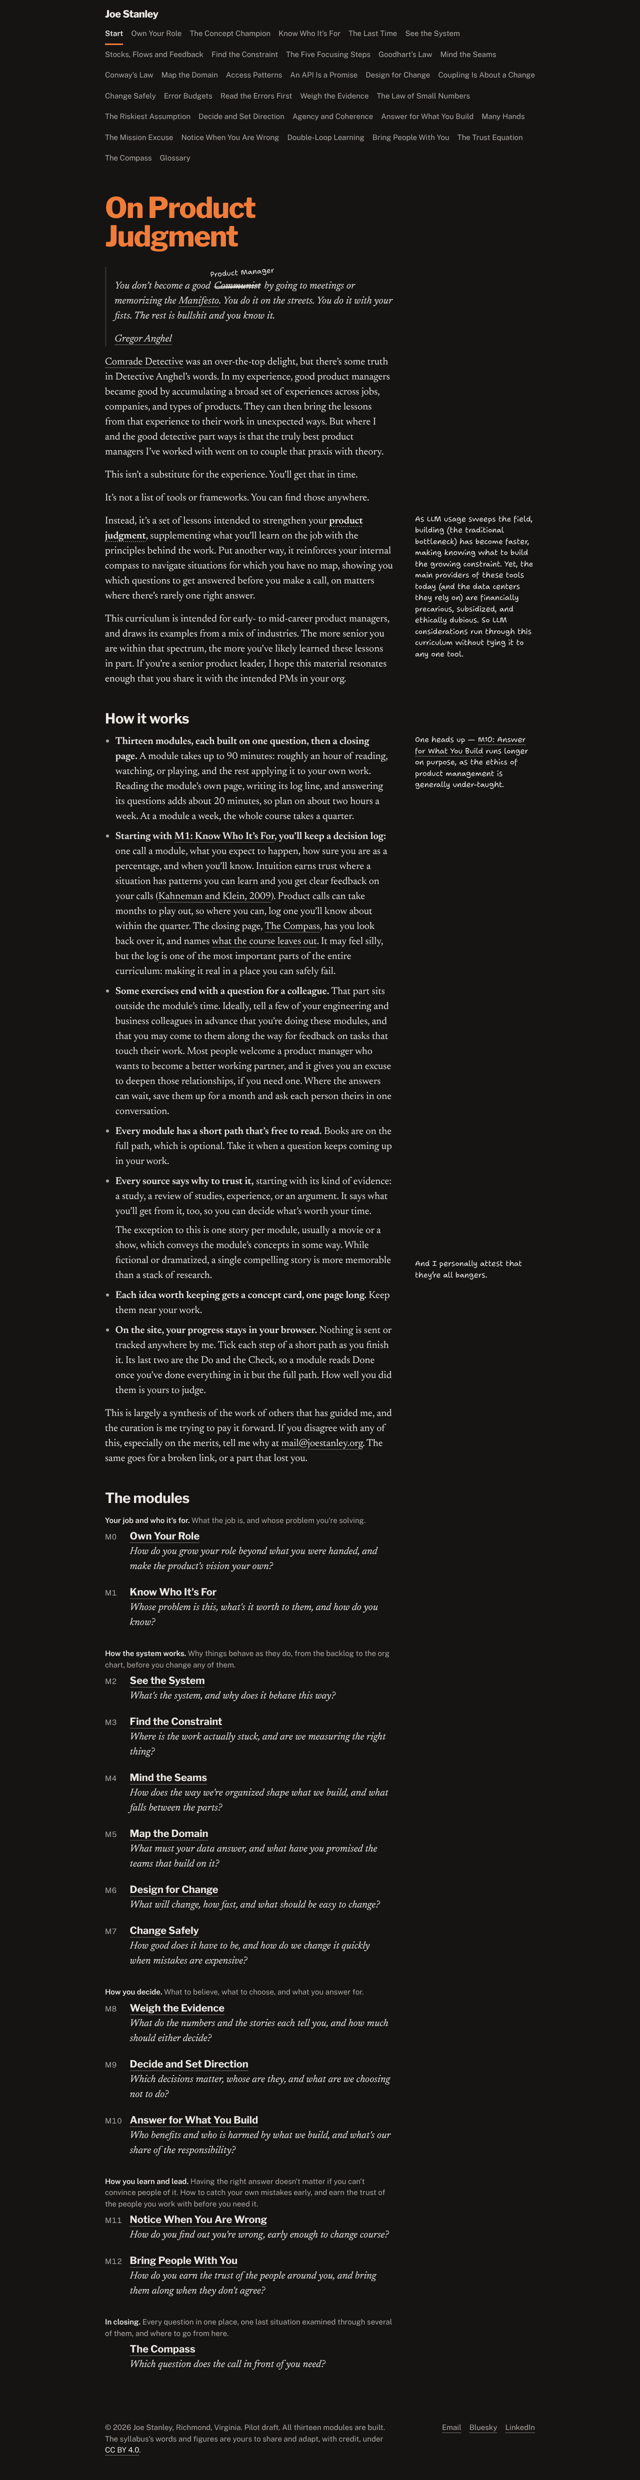 Joe Stanley
Start Own Your Role The Concept Champion Know Who It's For The Last Time See the System
Stocks, Flows and Feedback Find the Constraint The Five Focusing Steps Goodhart's Law Mind the Seams
Conway's Law Map the Domain Access Patterns An API Is a Promise Design for Change Coupling Is About a Change
Change Safely Error Budgets Read the Errors First Weigh the Evidence The Law of Small Numbers
The Riskiest Assumption Decide and Set Direction Agency and Coherence Answer for What You Build Many Hands
The Mission Excuse Notice When You Are Wrong Double-Loop Learning Bring People With You The Trust Equation
The Compass Glossary
On Product
Judgment
Product Manager
You don't become a good Communist by going to meetings or
memorizing the Manifesto. You do it on the streets. You do it with your
fists. The rest is bullshit and you know it.
Gregor Anghel
Comrade Detective was an over-the-top delight, but there's some truth
in Detective Anghel's words. In my experience, good product managers
became good by accumulating a broad set of experiences across jobs,
companies, and types of products. They can then bring the lessons
from that experience to their work in unexpected ways. But where I
and the good detective part ways is that the truly best product
managers I've worked with went on to couple that praxis with theory.
This isn't a substitute for the experience. You'll get that in time.
It's not a list of tools or frameworks. You can find those anywhere.
Instead, it's a set of lessons intended to strengthen your product
judgment, supplementing what you'll learn on the job with the
principles behind the work. Put another way, it reinforces your internal
compass to navigate situations for which you have no map, showing you
which questions to get answered before you make a call, on matters
where there's rarely one right answer.
As LLM usage sweeps the field,
building (the traditional
bottleneck) has become faster,
making knowing what to build
the growing constraint. Yet, the
main providers of these tools
today (and the data centers
they rely on) are financially
precarious, subsidized, and
ethically dubious. So LLM
considerations run through this
curriculum without tying it to
any one tool.
This curriculum is intended for early- to mid-career product managers,
and draws its examples from a mix of industries. The more senior you
are within that spectrum, the more you've likely learned these lessons
in part. If you're a senior product leader, I hope this material resonates
enough that you share it with the intended PMs in your org.
How it works
Thirteen modules, each built on one question, then a closing
page. A module takes up to 90 minutes: roughly an hour of reading,
watching, or playing, and the rest applying it to your own work.
Reading the module's own page, writing its log line, and answering
its questions adds about 20 minutes, so plan on about two hours a
week. At a module a week, the whole course takes a quarter.
One heads up — M10: Answer
for What You Build runs longer
on purpose, as the ethics of
product management is
generally under-taught.
Starting with M1: Know Who It's For, you'll keep a decision log:
one call a module, what you expect to happen, how sure you are as a
percentage, and when you'll know. Intuition earns trust where a
situation has patterns you can learn and you get clear feedback on
your calls (Kahneman and Klein, 2009). Product calls can take
months to play out, so where you can, log one you'll know about
within the quarter. The closing page, The Compass, has you look
back over it, and names what the course leaves out. It may feel silly,
but the log is one of the most important parts of the entire
curriculum: making it real in a place you can safely fail.
Some exercises end with a question for a colleague. That part sits
outside the module's time. Ideally, tell a few of your engineering and
business colleagues in advance that you're doing these modules, and
that you may come to them along the way for feedback on tasks that
touch their work. Most people welcome a product manager who
wants to become a better working partner, and it gives you an excuse
to deepen those relationships, if you need one. Where the answers
can wait, save them up for a month and ask each person theirs in one
conversation.
Every module has a short path that's free to read. Books are on the
full path, which is optional. Take it when a question keeps coming up
in your work.
Every source says why to trust it, starting with its kind of evidence:
a study, a review of studies, experience, or an argument. It says what
you'll get from it, too, so you can decide what's worth your time.
The exception to this is one story per module, usually a movie or a
show, which conveys the module's concepts in some way. While
fictional or dramatized, a single compelling story is more memorable
than a stack of research.
And I personally attest that
they're all bangers.
Each idea worth keeping gets a concept card, one page long. Keep
them near your work.
On the site, your progress stays in your browser. Nothing is sent or
tracked anywhere by me. Tick each step of a short path as you finish
it. Its last two are the Do and the Check, so a module reads Done
once you've done everything in it but the full path. How well you did
them is yours to judge.
This is largely a synthesis of the work of others that has guided me, and
the curation is me trying to pay it forward. If you disagree with any of
this, especially on the merits, tell me why at mail@joestanley.org. The
same goes for a broken link, or a part that lost you.
The modules
Your job and who it's for. What the job is, and whose problem you're solving.
M0 Own Your Role
How do you grow your role beyond what you were handed, and
make the product's vision your own?
M1 Know Who It's For
Whose problem is this, what's it worth to them, and how do you
know?
How the system works. Why things behave as they do, from the backlog to the org
chart, before you change any of them.
M2 See the System
What's the system, and why does it behave this way?
M3 Find the Constraint
Where is the work actually stuck, and are we measuring the right
thing?
M4 Mind the Seams
How does the way we're organized shape what we build, and what
falls between the parts?
M5 Map the Domain
What must your data answer, and what have you promised the
teams that build on it?
M6 Design for Change
What will change, how fast, and what should be easy to change?
M7 Change Safely
How good does it have to be, and how do we change it quickly
when mistakes are expensive?
How you decide. What to believe, what to choose, and what you answer for.
M8 Weigh the Evidence
What do the numbers and the stories each tell you, and how much
should either decide?
M9 Decide and Set Direction
Which decisions matter, whose are they, and what are we choosing
not to do?
M10 Answer for What You Build
Who benefits and who is harmed by what we build, and what's our
share of the responsibility?
How you learn and lead. Having the right answer doesn't matter if you can't
convince people of it. How to catch your own mistakes early, and earn the trust of
the people you work with before you need it.
M11 Notice When You Are Wrong
How do you find out you're wrong, early enough to change course?
M12 Bring People With You
How do you earn the trust of the people around you, and bring
them along when they don't agree?
In closing. Every question in one place, one last situation examined through several
of them, and where to go from here.
The Compass
Which question does the call in front of you need?
© 2026 Joe Stanley, Richmond, Virginia. Pilot draft. All thirteen modules are built.
The syllabus's words and figures are yours to share and adapt, with credit, under
CC BY 4.0.
Email Bluesky LinkedIn